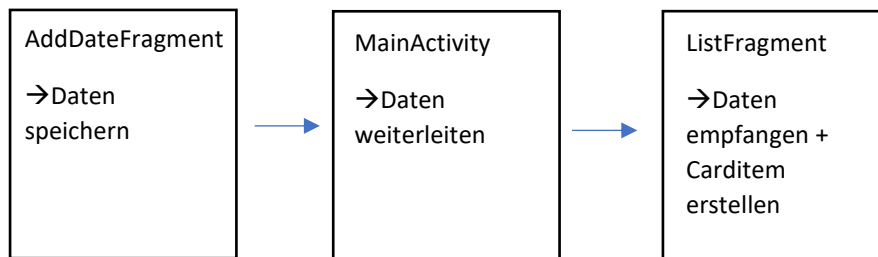 AddDateFragment
→Daten
speichern
MainActivity
→Daten
weiterleiten
ListFragment
→Daten
empfangen +
Carditem
erstellen